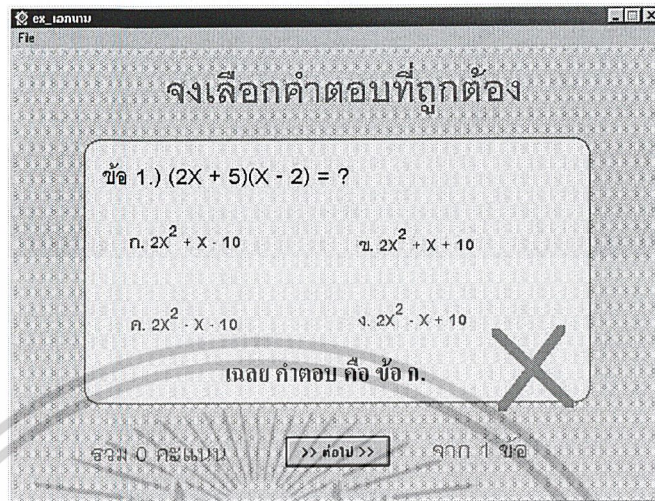 ex_เอกนาม
File
จงเลือกคำตอบที่ถูกต้อง
ข้อ 1.) (2X + 5)(X - 2) = ?
ก. 2X² + X - 10 ข. 2X² + X + 10
ค. 2X² - X - 10 ง. 2X² - X + 10
เฉลย คำตอบ คือ ข้อ ก.
รวม 0 คะแนน >> ต่อไป >> จาก 1 ข้อ